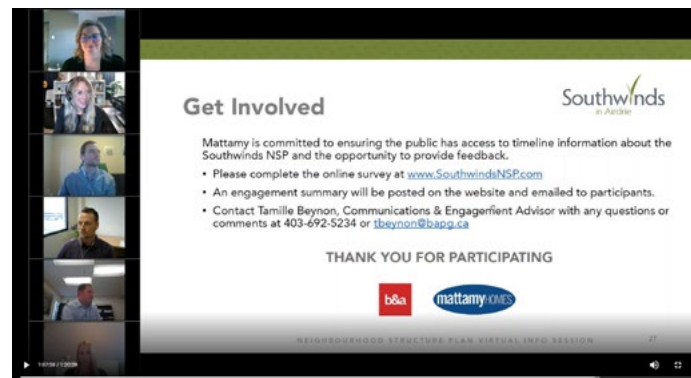 Southwinds
in Airdrie
Get Involved
Mattamy is committed to ensuring the public has access to timeline information about the
Southwinds NSP and the opportunity to provide feedback.
• Please complete the online survey at www.SouthwindsNSP.com
• An engagement summary will be posted on the website and emailed to participants.
• Contact Tamille Beynon, Communications & Engagement Advisor with any questions or
comments at 403-692-5234 or tbeynon@bapg.ca
THANK YOU FOR PARTICIPATING
b&a
mattamy HOMES
NEIGHBOURHOOD STRUCTURE PLAN VIRTUAL INFO SESSION 27